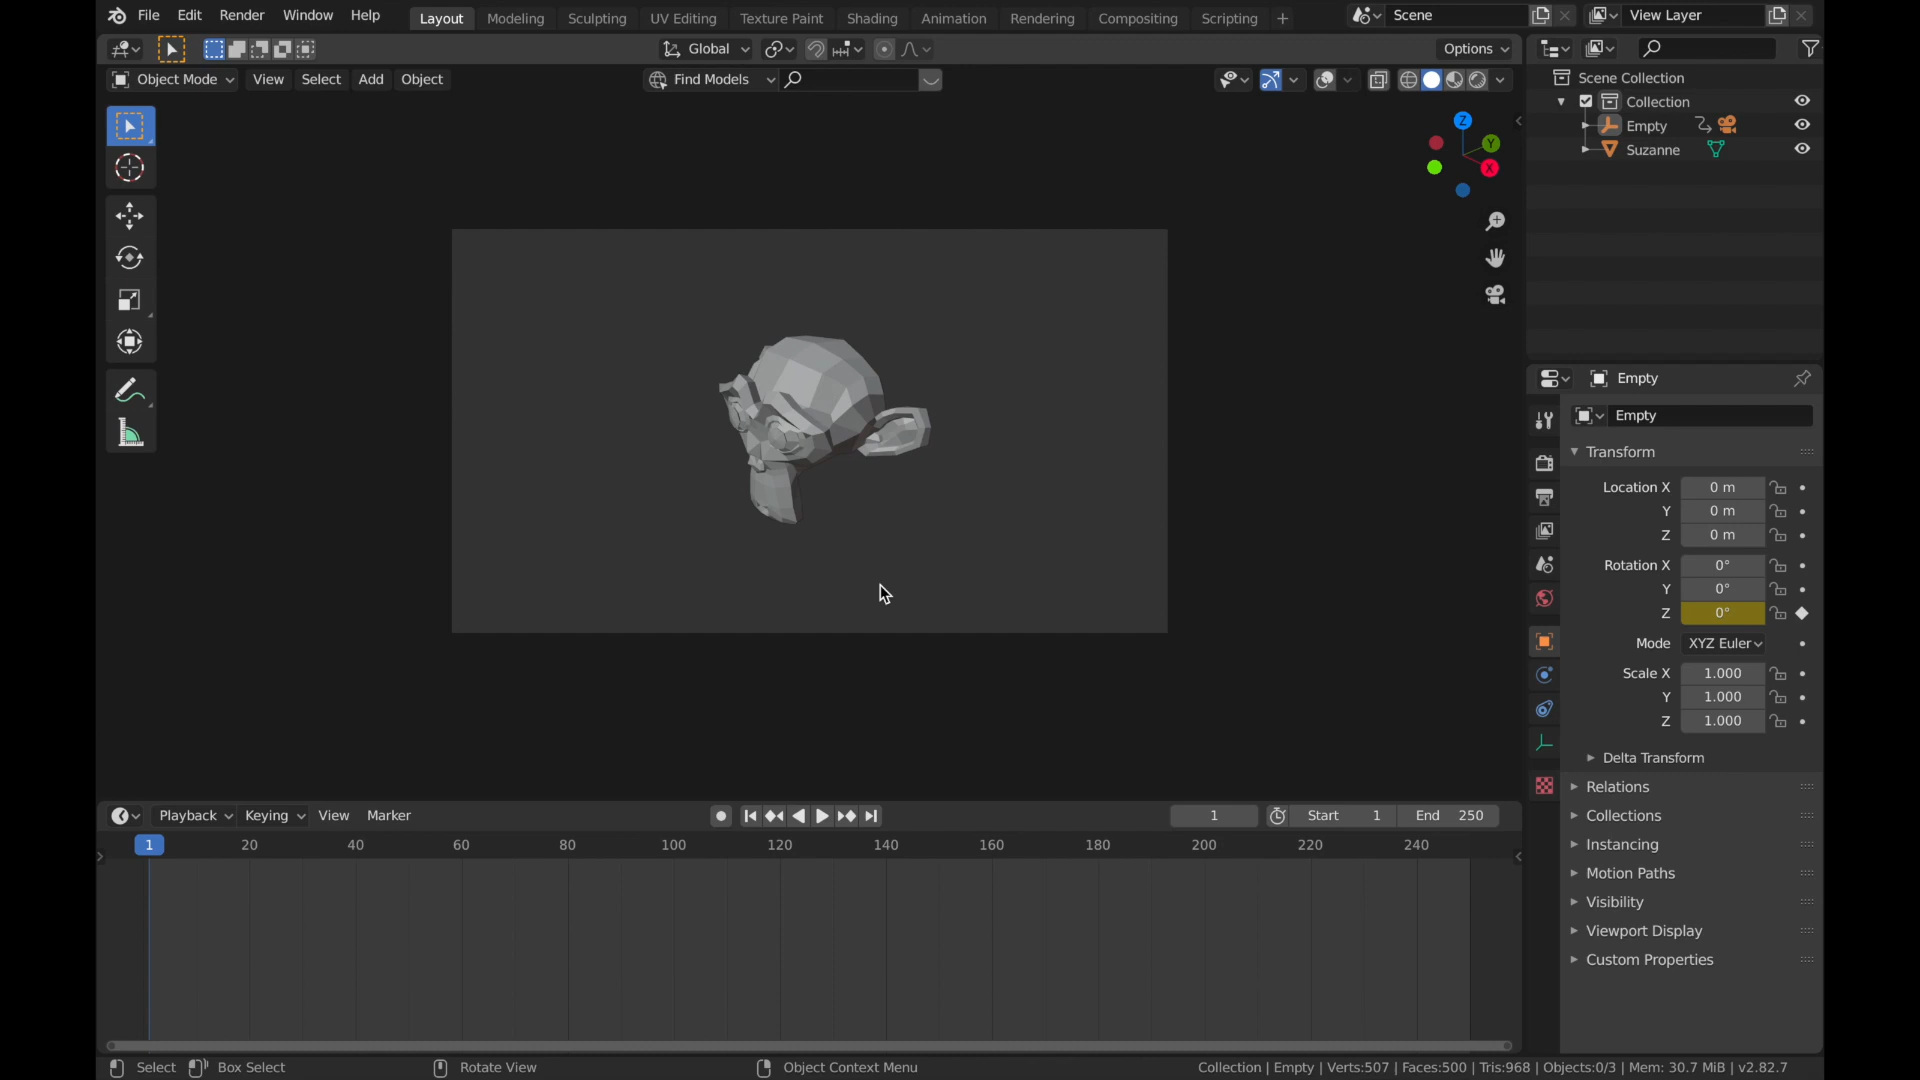 File Edit Render Window Help Layout Modeling Sculpting UV Editing Texture Paint Shading Animation Rendering Compositing Scripting + Scene View Layer
Global Options
Object Mode View Select Add Object Find Models
Scene Collection
Collection
Empty
Suzanne
Z
Y
X
Empty
Empty
Transform
Location X 0 m
Y 0 m
Z 0 m
Rotation X 0°
Y 0°
Z 0°
Mode XYZ Euler
Scale X 1.000
Y 1.000
Z 1.000
Delta Transform
Relations
Collections
Instancing
Motion Paths
Visibility
Viewport Display
Custom Properties
Playback Keying View Marker 1 Start 1 End 250
1 20 40 60 80 100 120 140 160 180 200 220 240
Select Box Select Rotate View Object Context Menu Collection | Empty | Verts:507 | Faces:500 | Tris:968 | Objects:0/3 | Mem: 30.7 MiB | v2.82.7